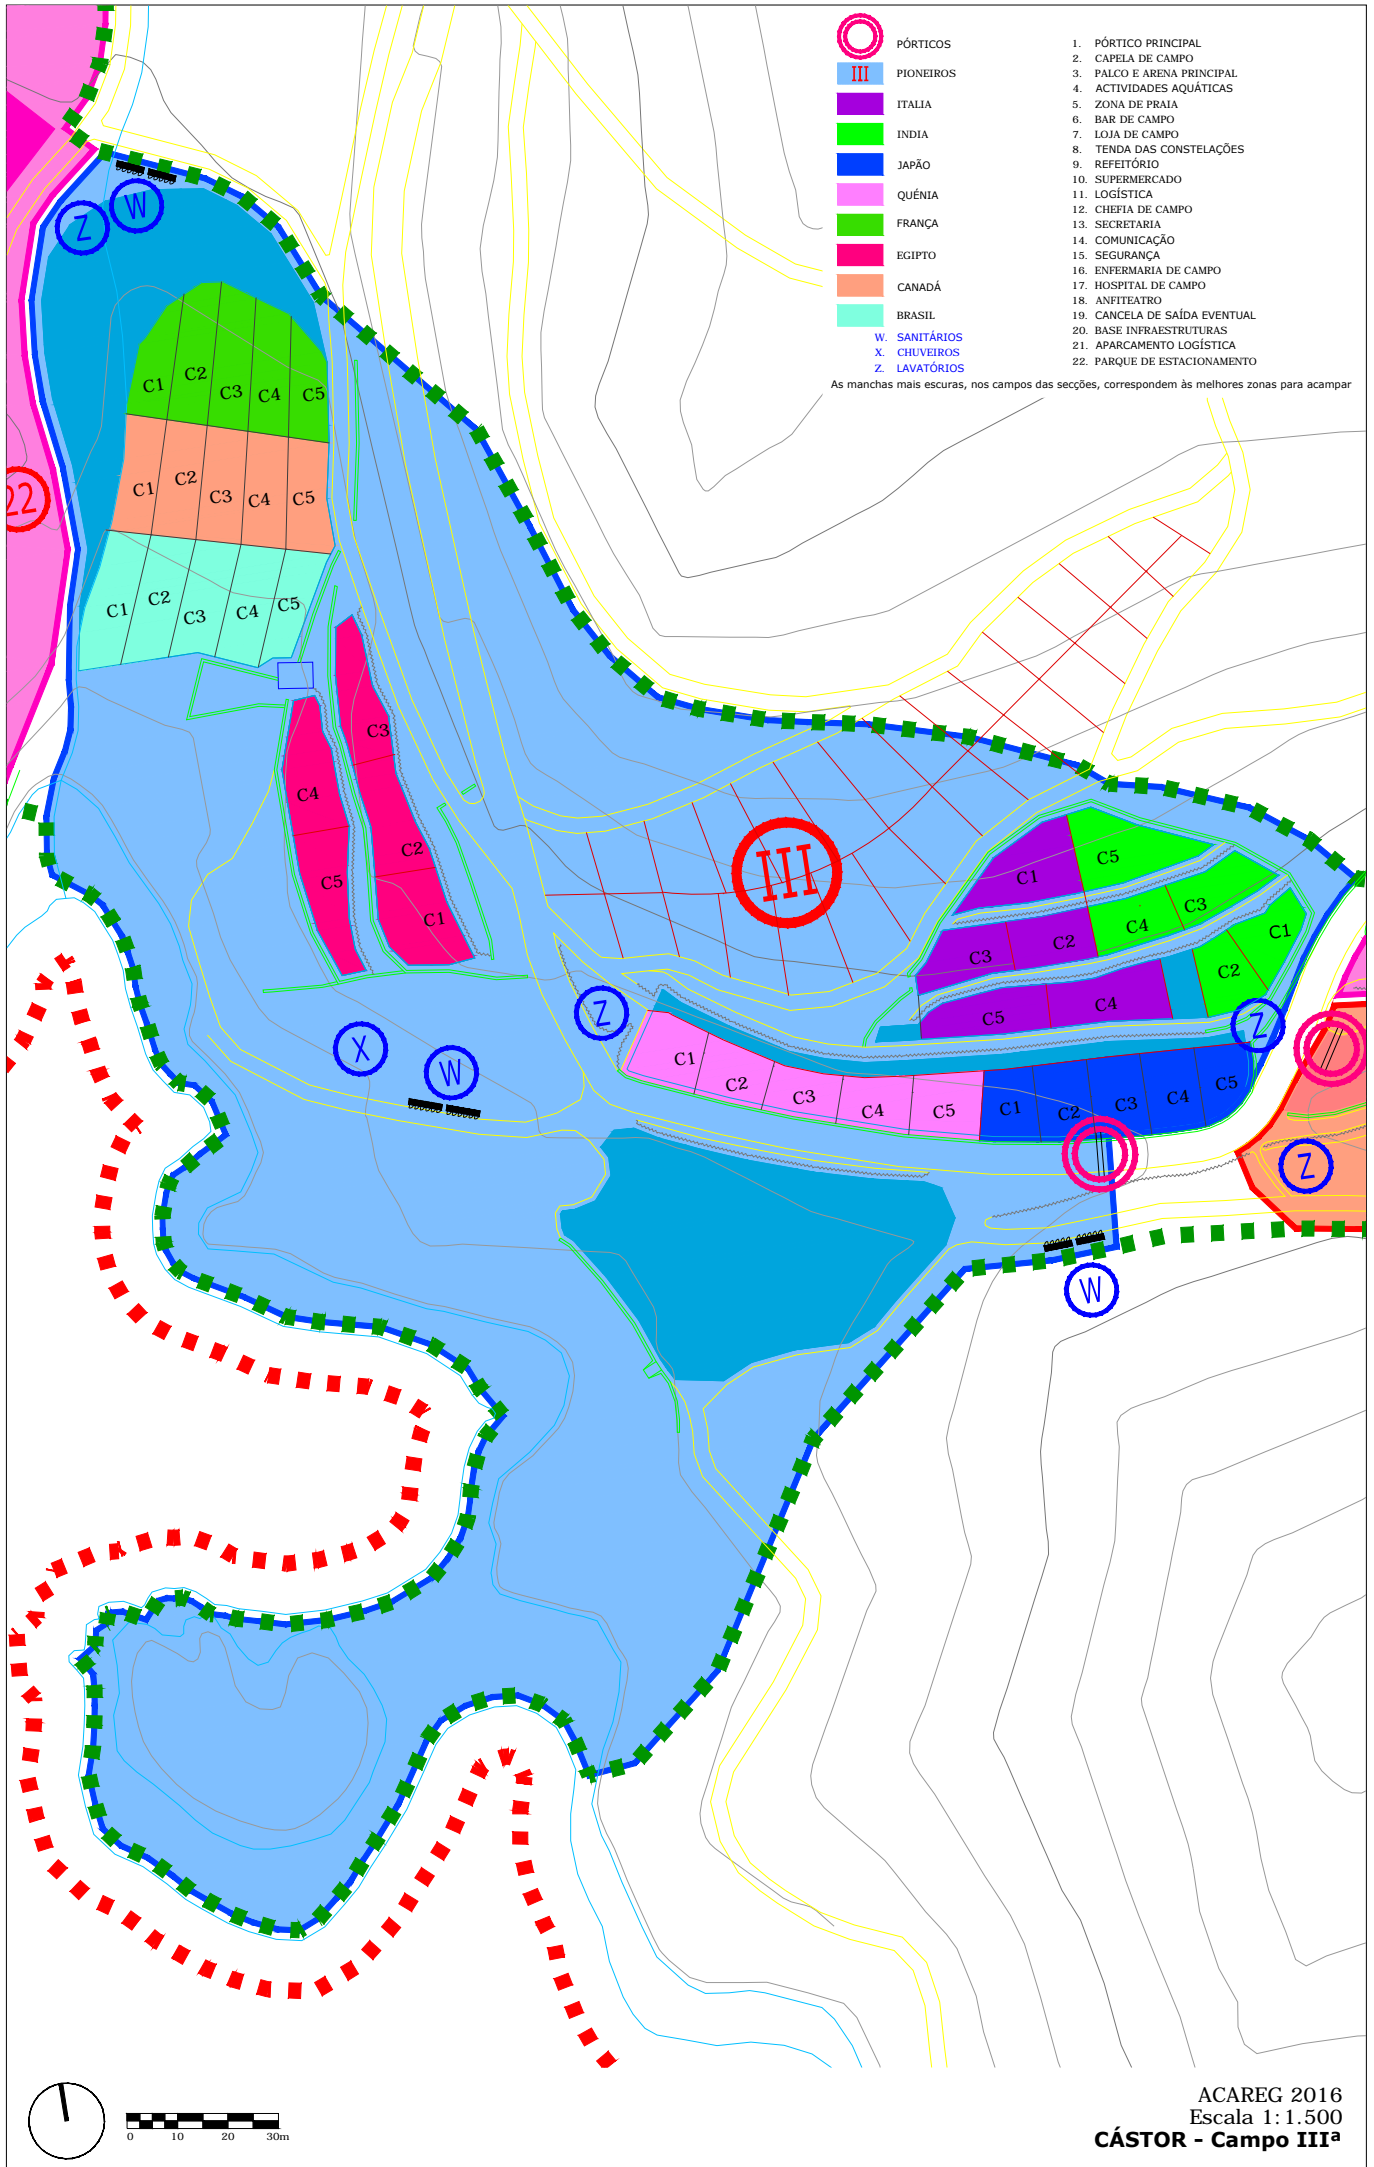 PÓRTICOS
III PIONEIROS
ITALIA
INDIA
JAPÃO
QUÉNIA
FRANÇA
EGIPTO
CANADÁ
BRASIL
W. SANITÁRIOS
X. CHUVEIROS
Z. LAVATÓRIOS
1. PÓRTICO PRINCIPAL
2. CAPELA DE CAMPO
3. PALCO E ARENA PRINCIPAL
4. ACTIVIDADES AQUÁTICAS
5. ZONA DE PRAIA
6. BAR DE CAMPO
7. LOJA DE CAMPO
8. TENDA DAS CONSTELAÇÕES
9. REFEITÓRIO
10. SUPERMERCADO
11. LOGÍSTICA
12. CHEFIA DE CAMPO
13. SECRETARIA
14. COMUNICAÇÃO
15. SEGURANÇA
16. ENFERMARIA DE CAMPO
17. HOSPITAL DE CAMPO
18. ANFITEATRO
19. CANCELA DE SAÍDA EVENTUAL
20. BASE INFRAESTRUTURAS
21. APARCAMENTO LOGÍSTICA
22. PARQUE DE ESTACIONAMENTO
As manchas mais escuras, nos campos das secções, correspondem às melhores zonas para acampar
Z W
C1 C2 C3 C4 C5
22
C1 C2 C3 C4 C5
C1 C2 C3 C4 C5
C3
C4
C2
C5
C1
III
C1 C5
C3 C2 C4 C3
C5 C4 C2 C1
Z
Z
X W
C1 C2 C3 C4 C5 C1 C2 C3 C4 C5
Z
W
0 10 20 30m
ACAREG 2016
Escala 1:1.500
CÁSTOR - Campo IIIª